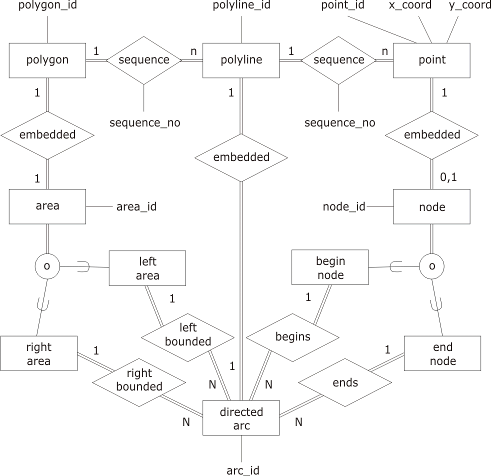 polygon_id
polyline_id
point_id
x_coord
y_coord
polygon
1
sequence
n
polyline
1
sequence
n
point
1
1
1
sequence_no
sequence_no
embedded
embedded
embedded
1
0,1
area
area_id
node_id
node
o
left
area
begin
node
o
1
1
left
bounded
begins
right
area
1
right
bounded
1
ends
1
end
node
N
N
N
directed
arc
N
arc_id